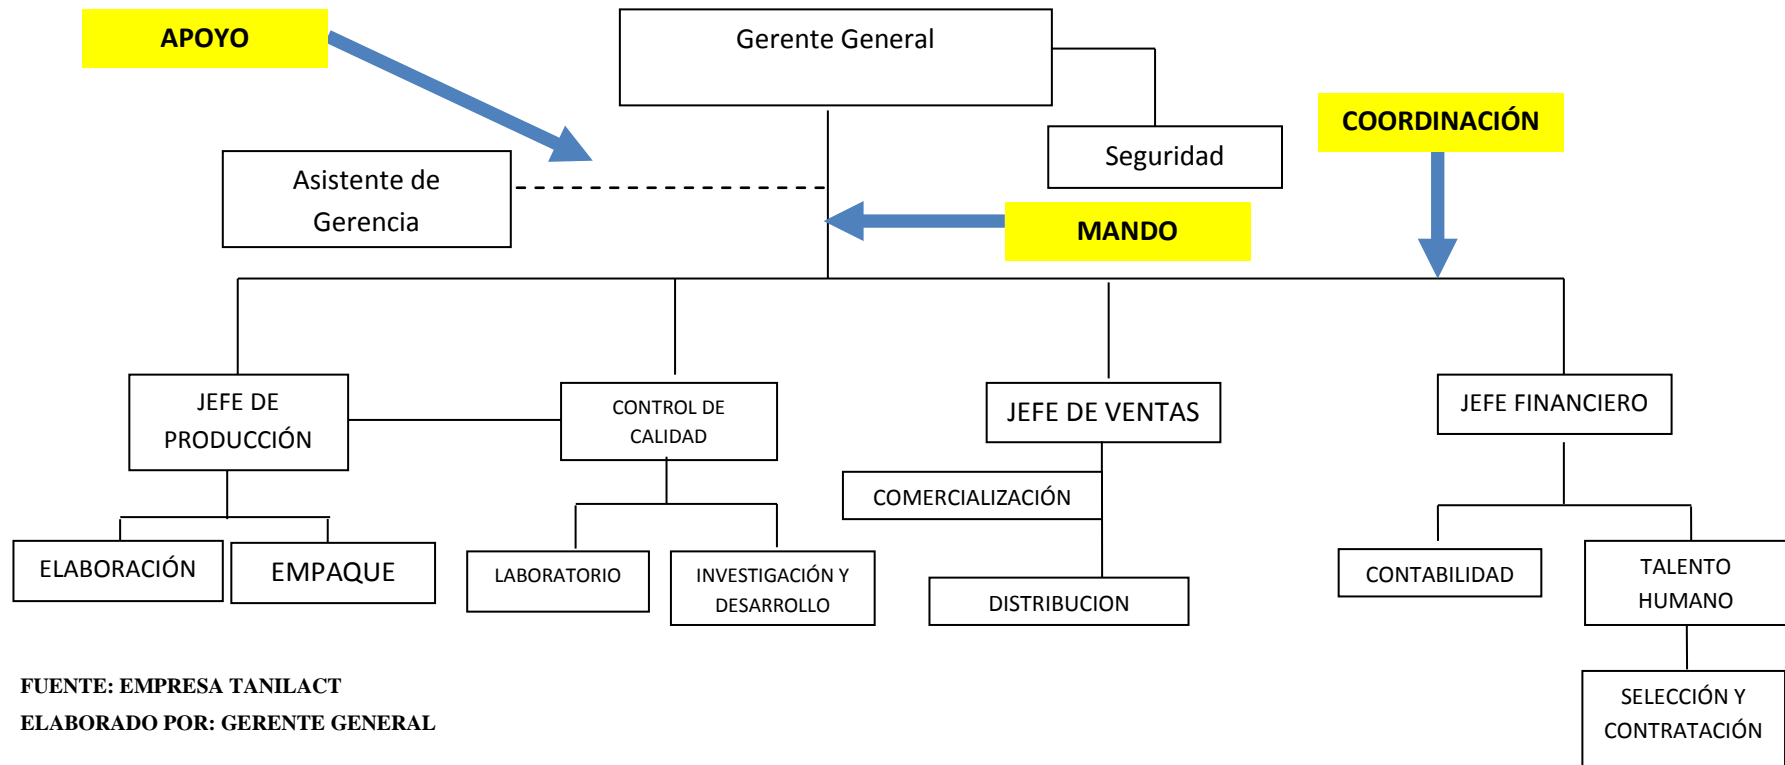 APOYO
Gerente General
COORDINACIÓN
Seguridad
Asistente de
Gerencia
MANDO
JEFE DE
PRODUCCIÓN
CONTROL DE
CALIDAD
JEFE DE VENTAS
JEFE FINANCIERO
COMERCIALIZACIÓN
ELABORACIÓN
EMPAQUE
LABORATORIO
INVESTIGACIÓN Y
DESARROLLO
DISTRIBUCION
CONTABILIDAD
TALENTO
HUMANO
SELECCIÓN Y
CONTRATACIÓN
FUENTE: EMPRESA TANILACT
ELABORADO POR: GERENTE GENERAL